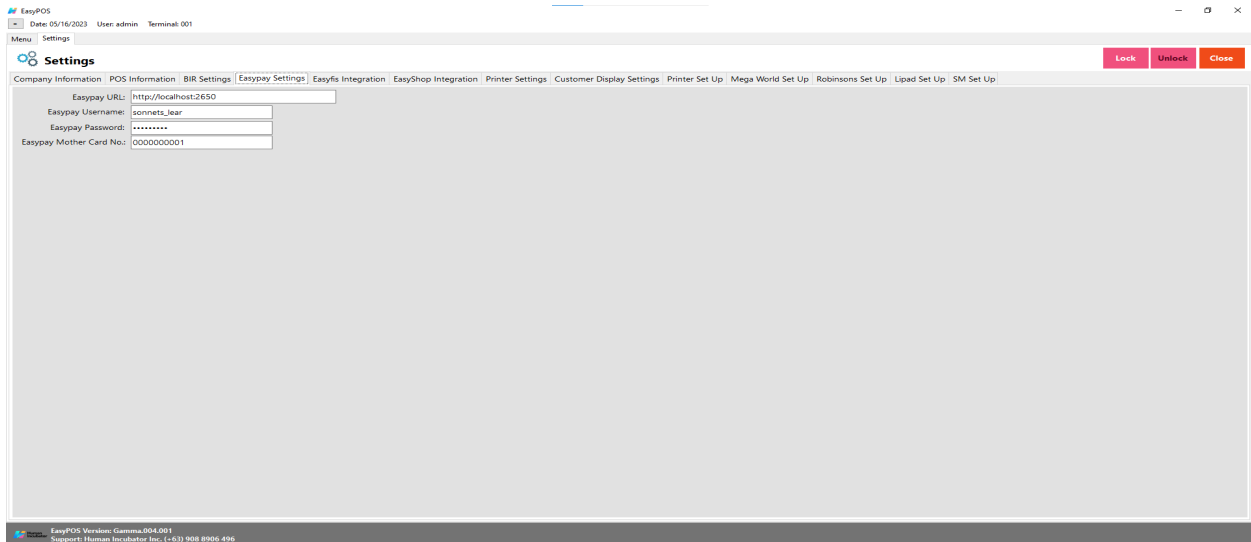 EasyPOS
Date: 05/16/2023 User: admin Terminal: 001
Menu Settings
Settings Lock Unlock Close
Company Information POS Information BIR Settings Easypay Settings Easyfis Integration EasyShop Integration Printer Settings Customer Display Settings Printer Set Up Mega World Set Up Robinsons Set Up Lipad Set Up SM Set Up
Easypay URL: http://localhost:2650
Easypay Username: sonnets_lear
Easypay Password: •••••••••
Easypay Mother Card No.: 0000000001
EasyPOS Version: Gamma.004.001
Support: Human Incubator Inc. (+63) 908 8906 496